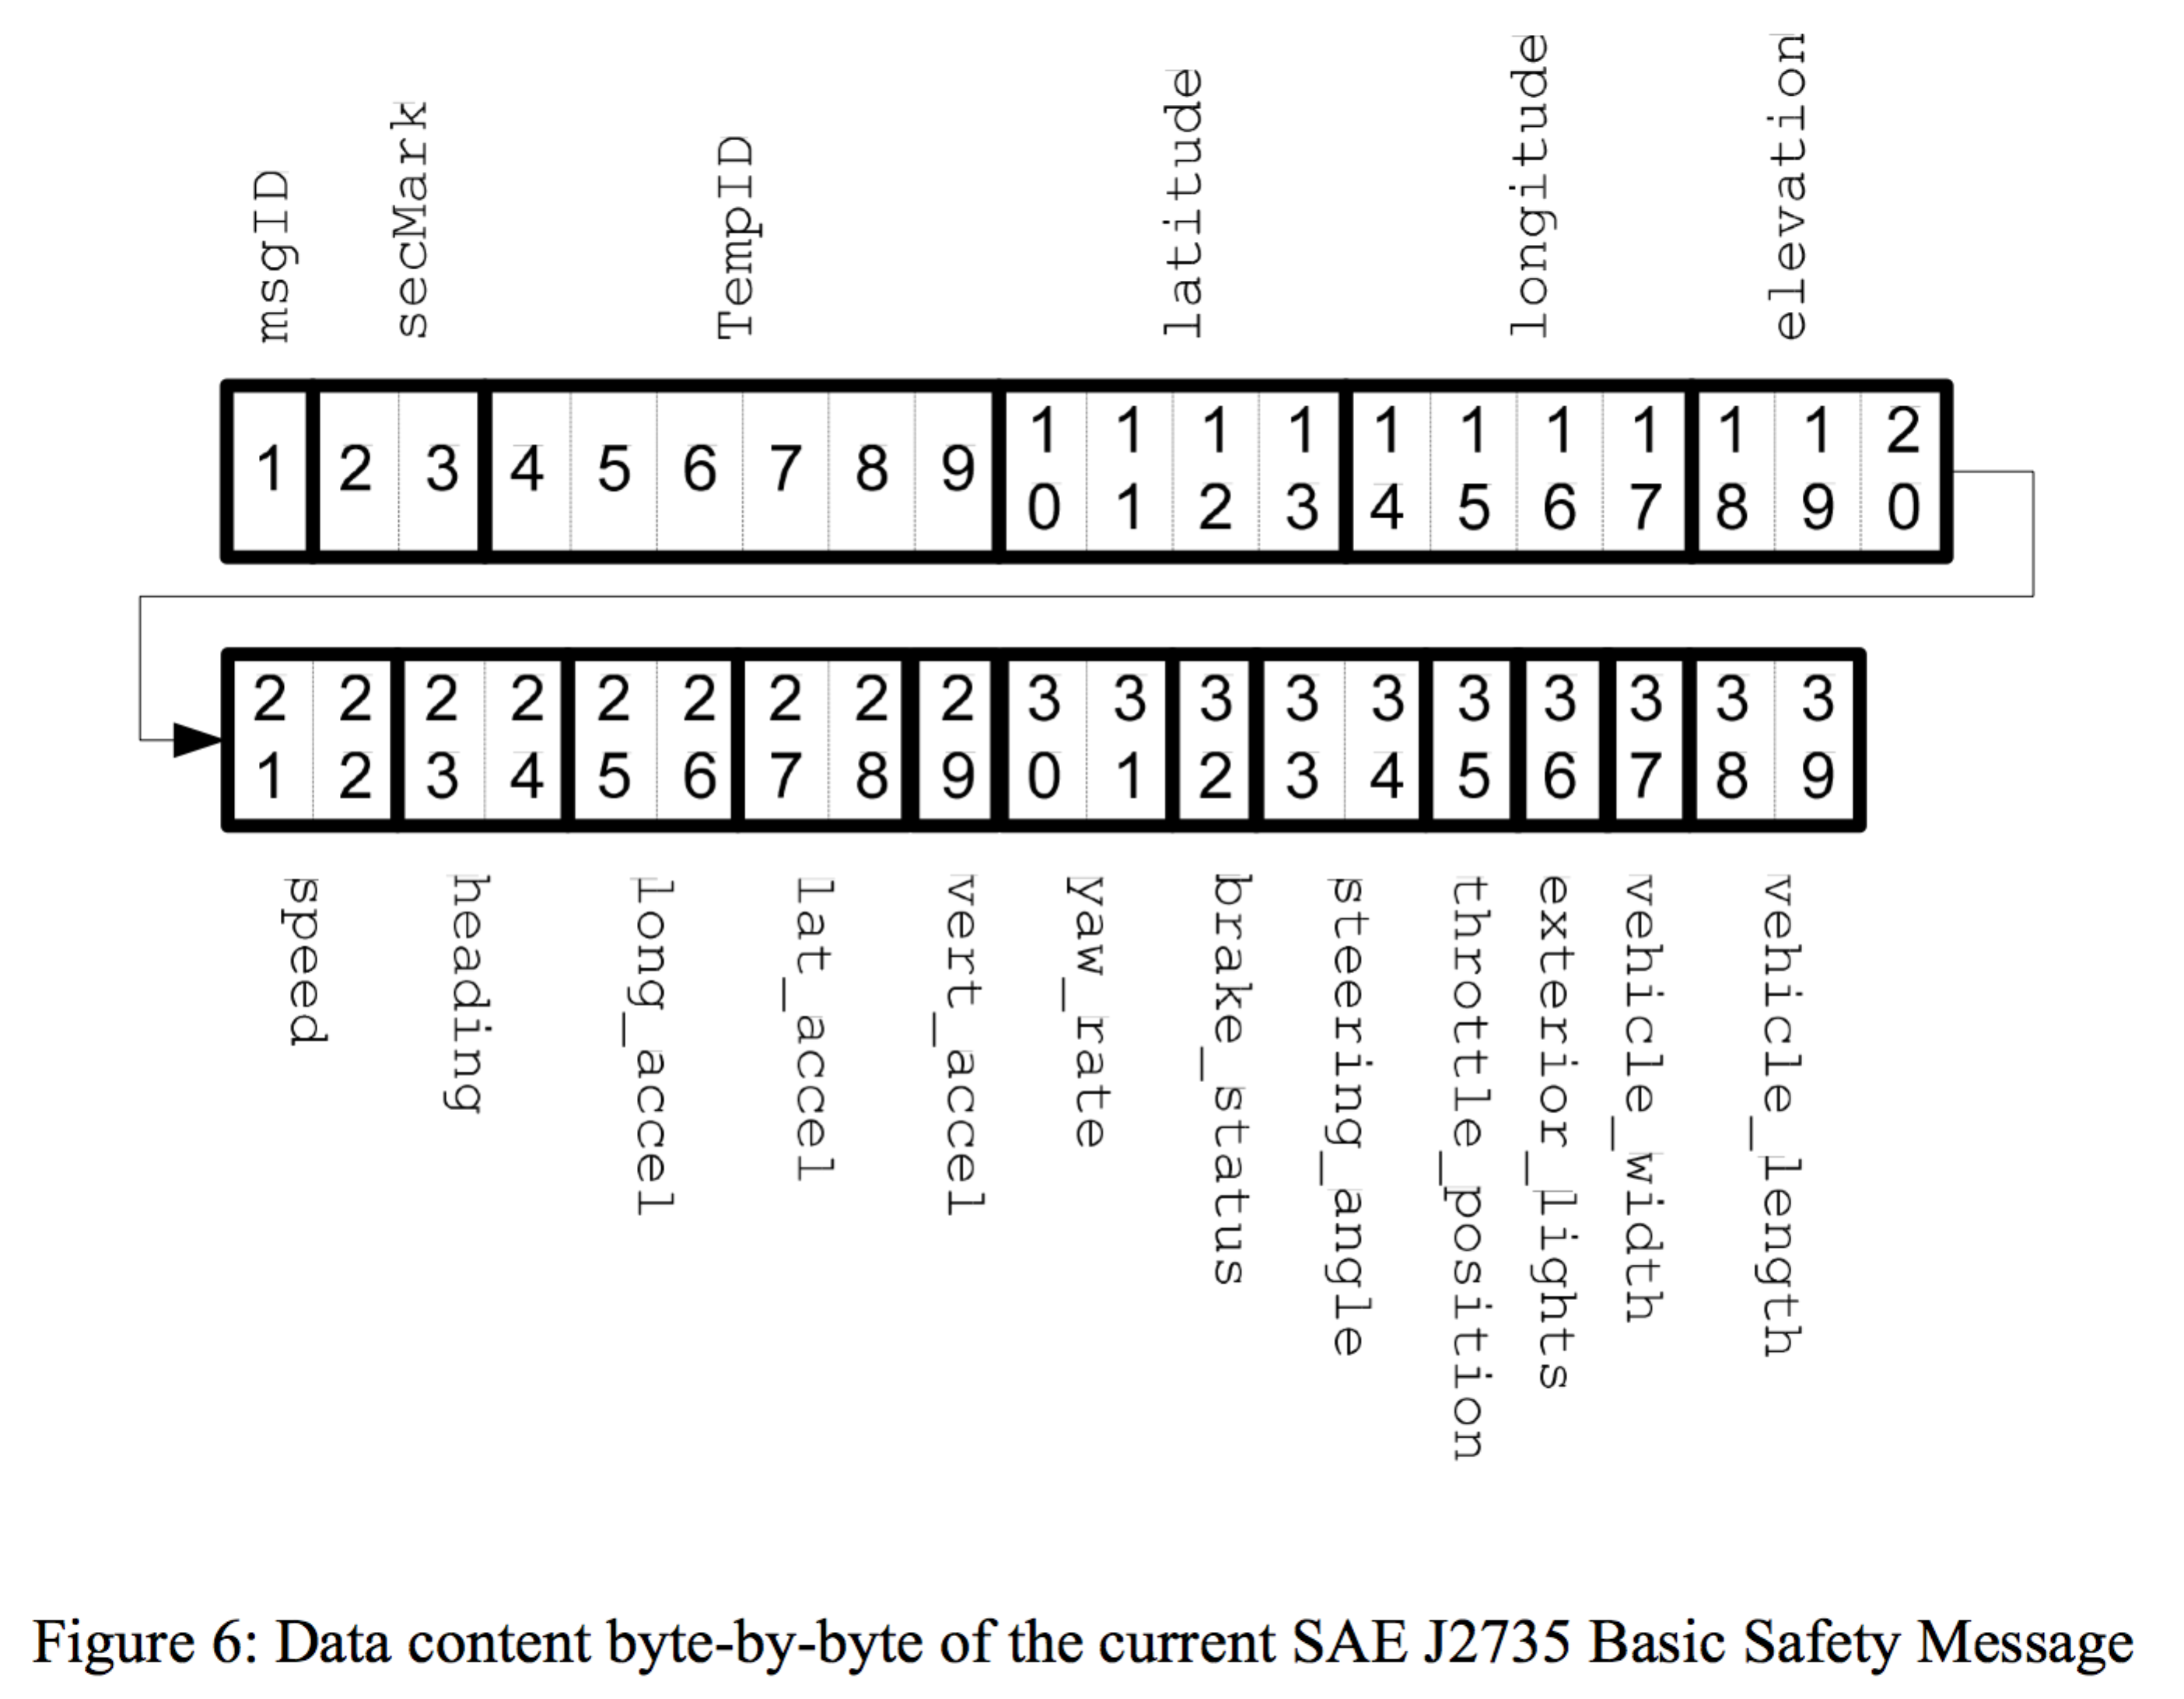 msgID secMark TempID latitude longitude elevation
1 2 3 4 5 6 7 8 9 10 11 12 13 14 15 16 17 18 19 20
21 22 23 24 25 26 27 28 29 30 31 32 33 34 35 36 37 38 39
speed heading long_accel lat_accel vert_accel yaw_rate brake_status steering_angle throttle_position exterior_lights vehicle_width vehicle_length
Figure 6: Data content byte-by-byte of the current SAE J2735 Basic Safety Message